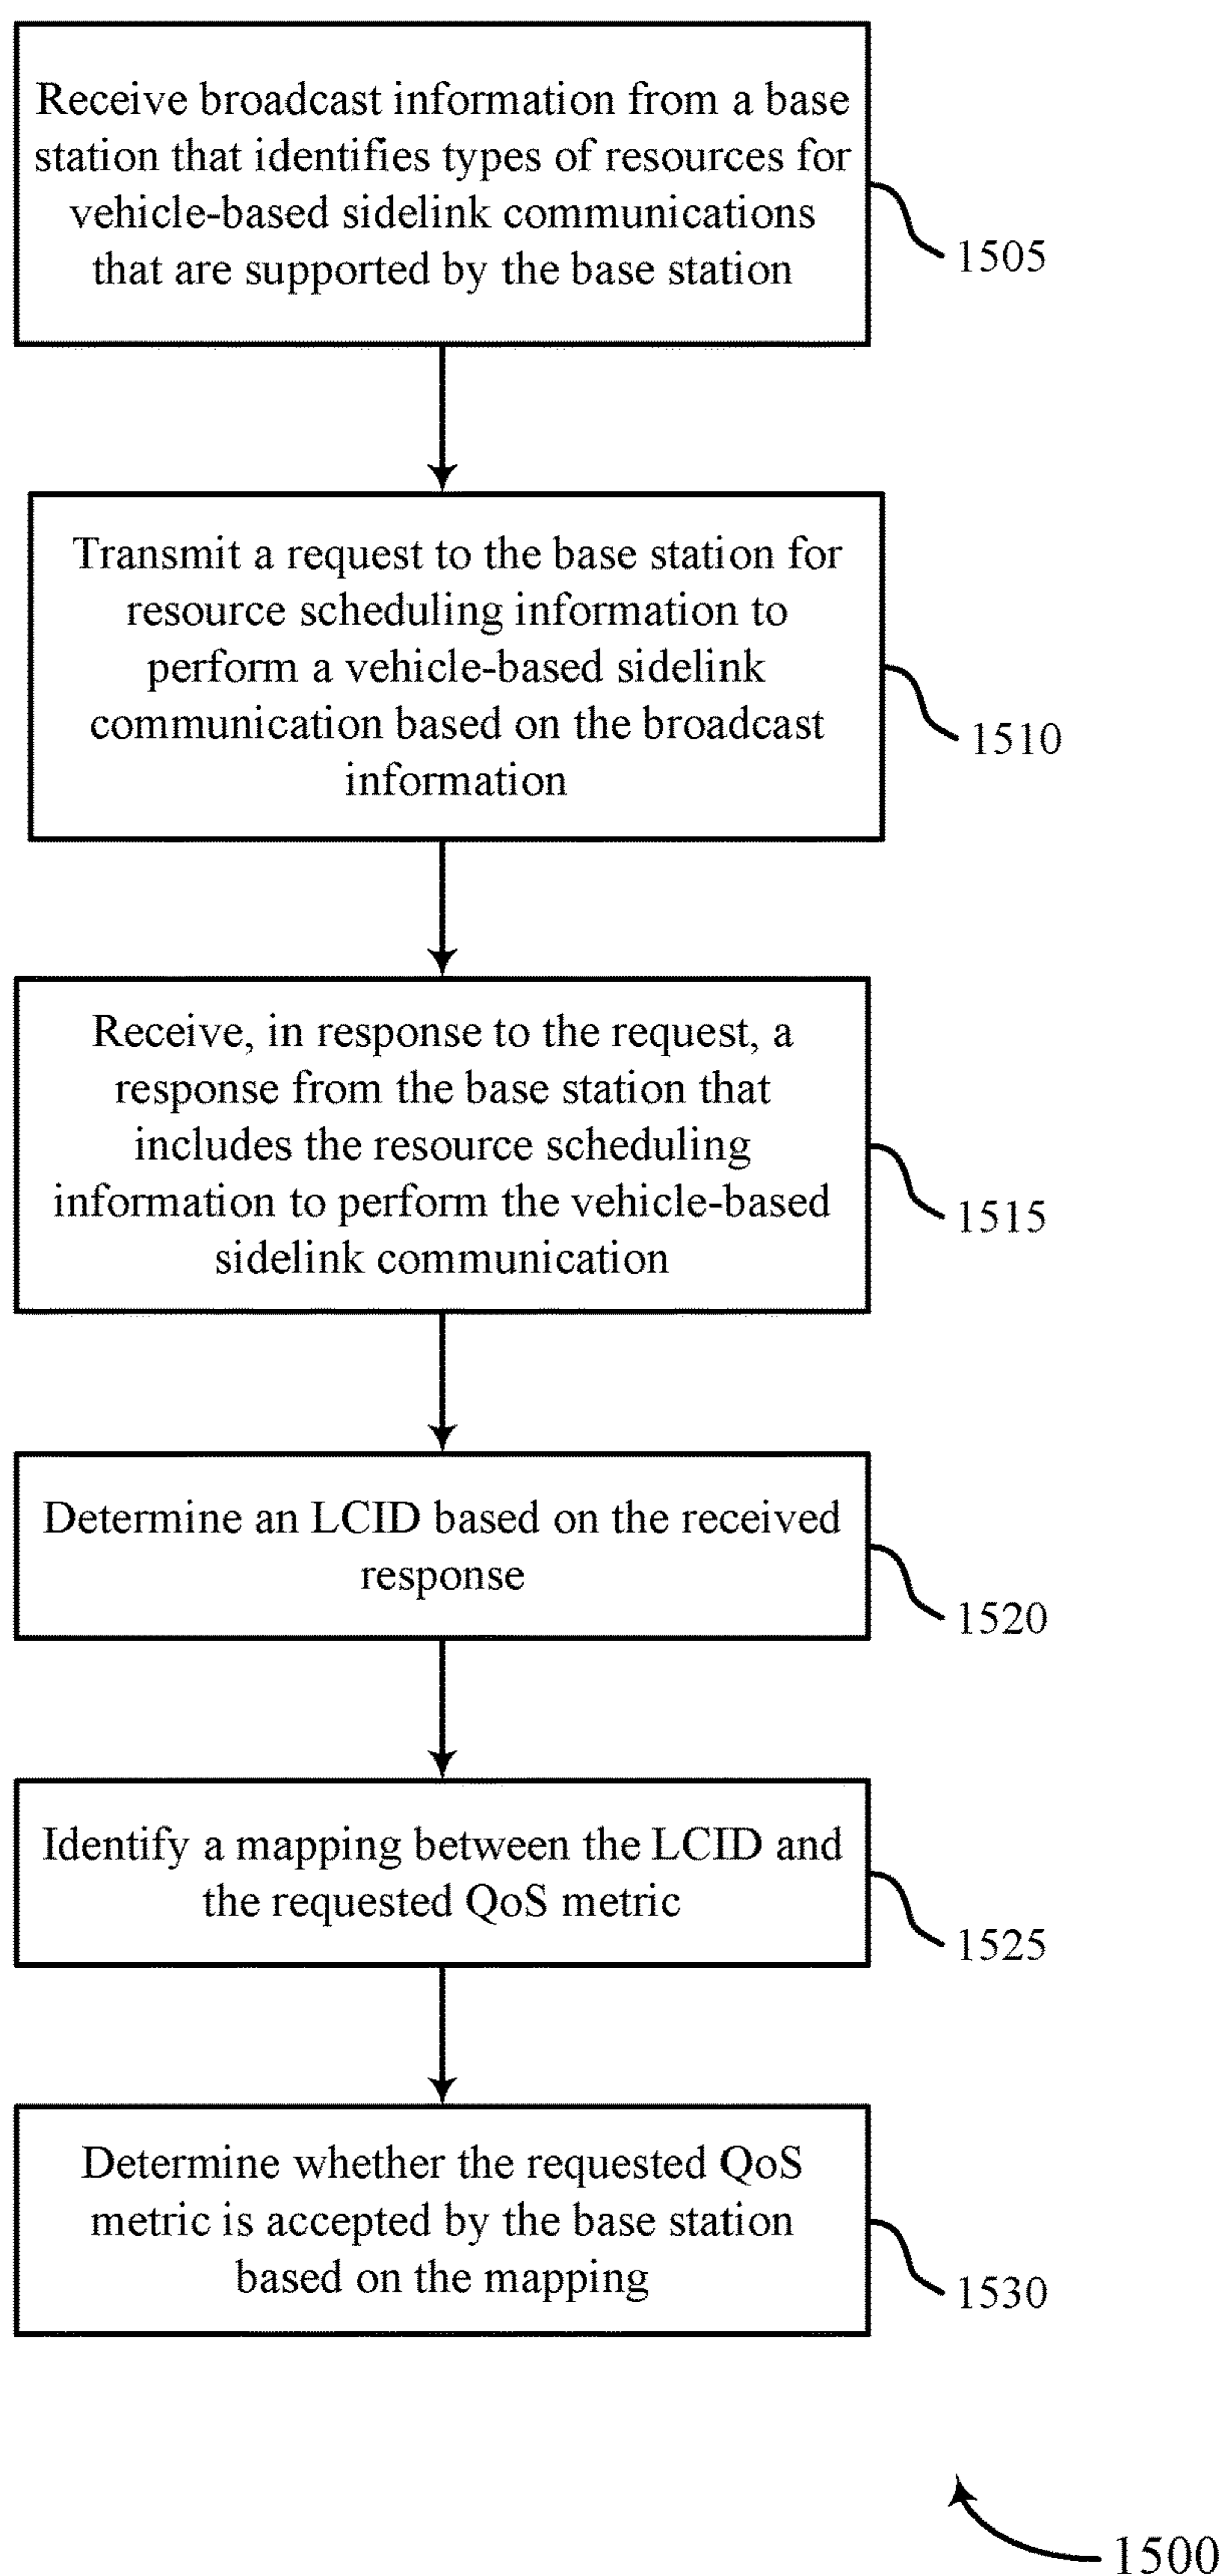 Receive broadcast information from a base
station that identifies types of resources for
vehicle-based sidelink communications
that are supported by the base station
1505
Transmit a request to the base station for
resource scheduling information to
perform a vehicle-based sidelink
communication based on the broadcast
information
1510
Receive, in response to the request, a
response from the base station that
includes the resource scheduling
information to perform the vehicle-based
sidelink communication
1515
Determine an LCID based on the received
response
1520
Identify a mapping between the LCID and
the requested QoS metric
1525
Determine whether the requested QoS
metric is accepted by the base station
based on the mapping
1530
1500